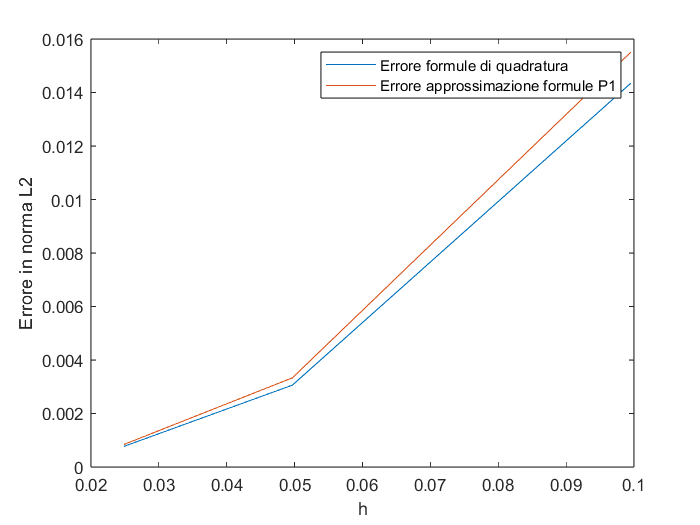 0.016
0.014
0.012
0.01
0.008
0.006
0.004
0.002
0
Errore in norma L2
Errore formule di quadratura
Errore approssimazione formule P1
0.02 0.03 0.04 0.05 0.06 0.07 0.08 0.09 0.1
h